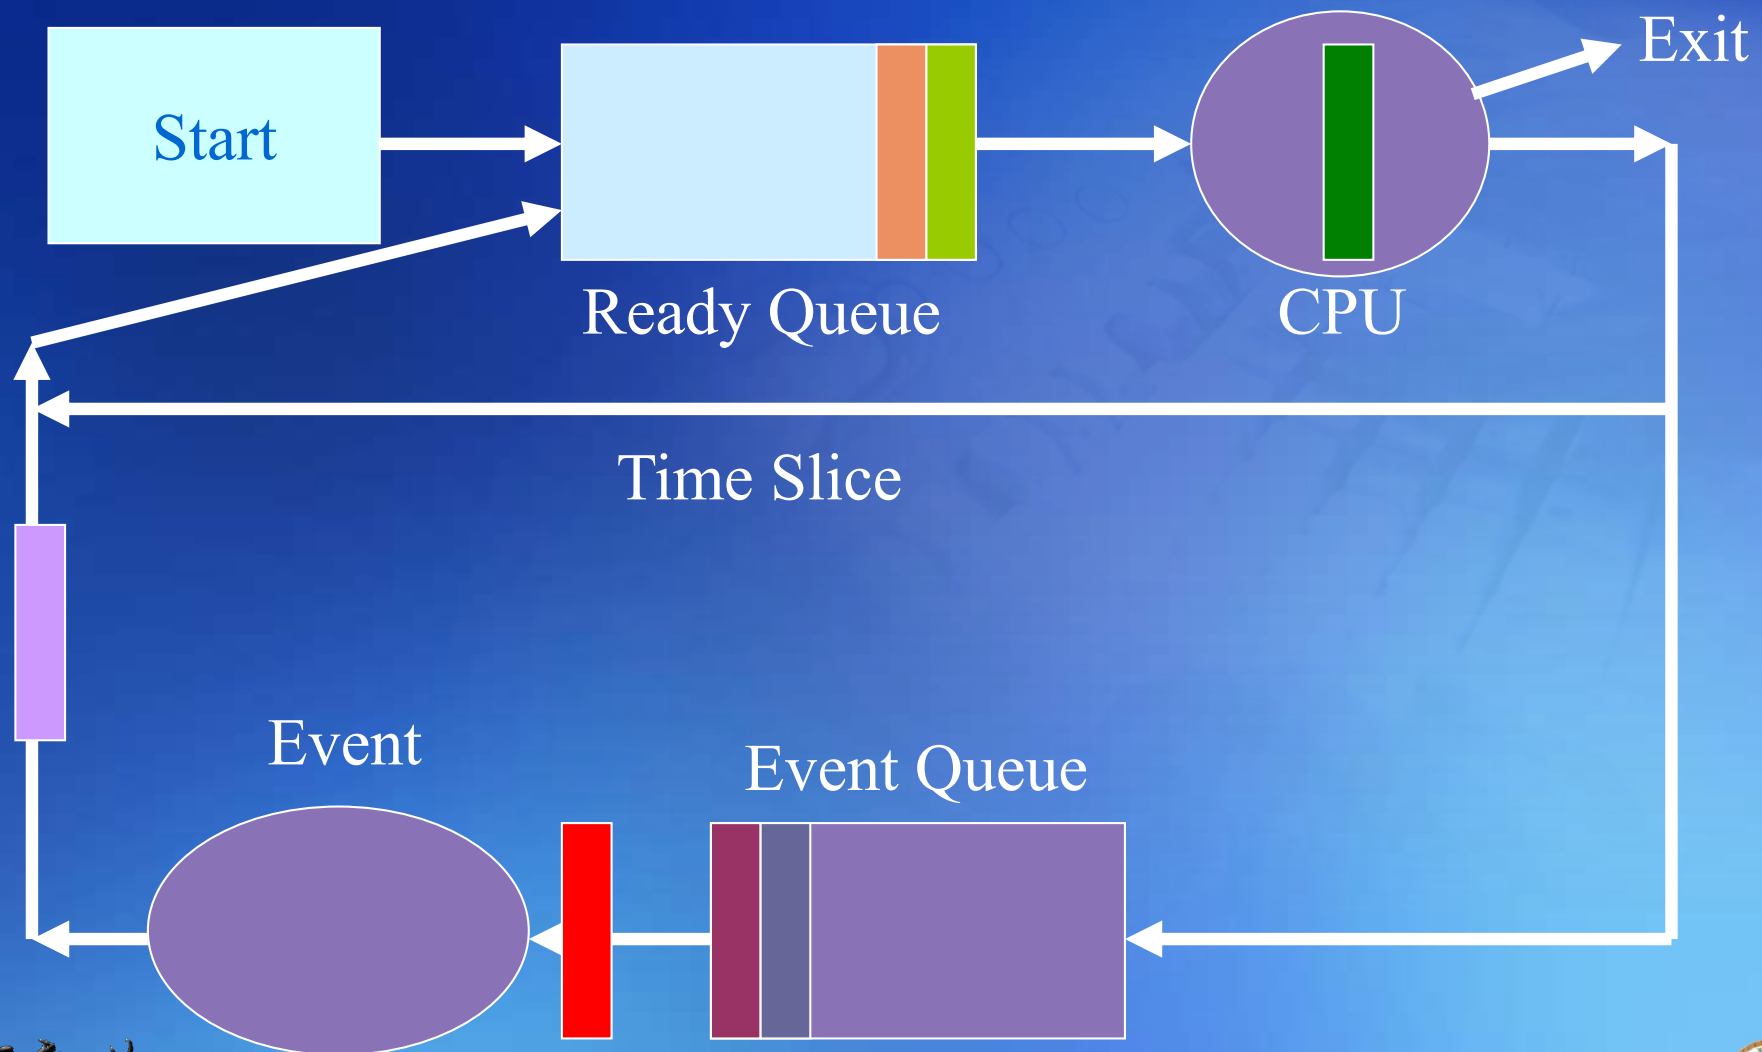 Start
Exit
Ready Queue
CPU
Time Slice
Event
Event Queue